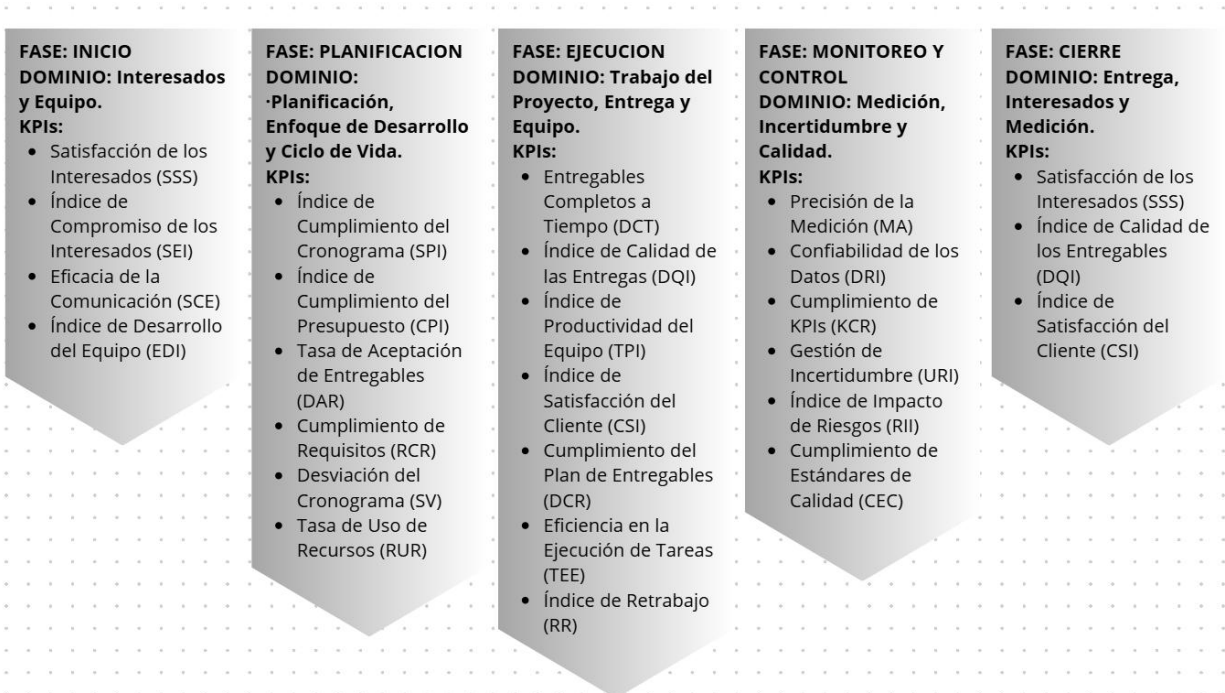 FASE: INICIO
DOMINIO: Interesados
y Equipo.
KPIs:
• Satisfacción de los
Interesados (SSS)
• Índice de
Compromiso de los
Interesados (SEI)
• Eficacia de la
Comunicación (SCE)
• Índice de Desarrollo
del Equipo (EDI)
FASE: PLANIFICACION
DOMINIO:
·Planificación,
Enfoque de Desarrollo
y Ciclo de Vida.
KPIs:
• Índice de
Cumplimiento del
Cronograma (SPI)
• Índice de
Cumplimiento del
Presupuesto (CPI)
• Tasa de Aceptación
de Entregables
(DAR)
• Cumplimiento de
Requisitos (RCR)
• Desviación del
Cronograma (SV)
• Tasa de Uso de
Recursos (RUR)
FASE: EJECUCION
DOMINIO: Trabajo del
Proyecto, Entrega y
Equipo.
KPIs:
• Entregables
Completos a
Tiempo (DCT)
• Índice de Calidad de
las Entregas (DQI)
• Índice de
Productividad del
Equipo (TPI)
• Índice de
Satisfacción del
Cliente (CSI)
• Cumplimiento del
Plan de Entregables
(DCR)
• Eficiencia en la
Ejecución de Tareas
(TEE)
• Índice de Retrabajo
(RR)
FASE: MONITOREO Y
CONTROL
DOMINIO: Medición,
Incertidumbre y
Calidad.
KPIs:
• Precisión de la
Medición (MA)
• Confiabilidad de los
Datos (DRI)
• Cumplimiento de
KPIs (KCR)
• Gestión de
Incertidumbre (URI)
• Índice de Impacto
de Riesgos (RII)
• Cumplimiento de
Estándares de
Calidad (CEC)
FASE: CIERRE
DOMINIO: Entrega,
Interesados y
Medición.
KPIs:
• Satisfacción de los
Interesados (SSS)
• Índice de Calidad de
los Entregables
(DQI)
• Índice de
Satisfacción del
Cliente (CSI)